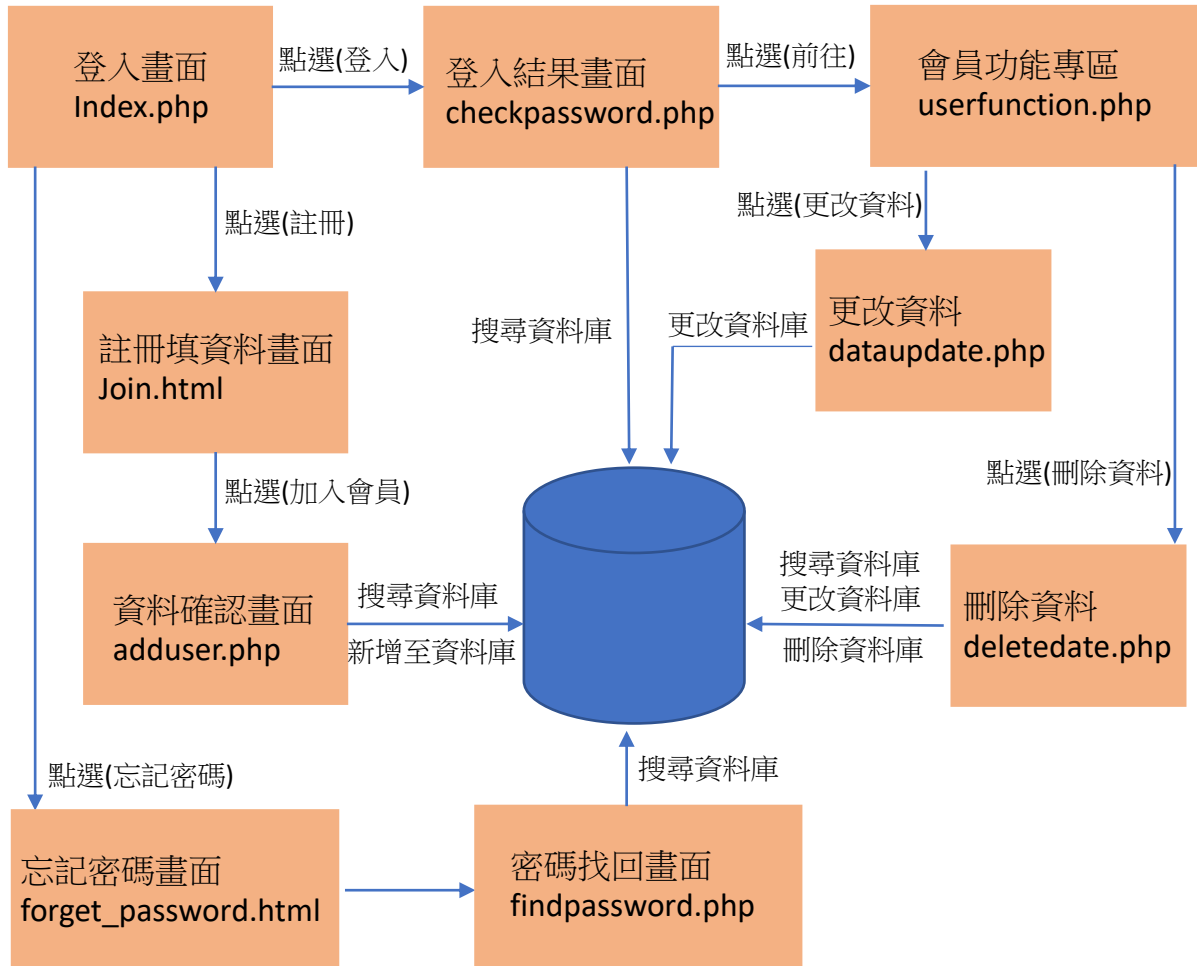 登入畫面
Index.php
點選(登入)
登入結果畫面
checkpassword.php
點選(前往)
會員功能專區
userfunction.php
點選(註冊)
點選(更改資料)
註冊填資料畫面
Join.html
搜尋資料庫
更改資料庫
更改資料
dataupdate.php
點選(加入會員)
點選(刪除資料)
資料確認畫面
adduser.php
搜尋資料庫
新增至資料庫
搜尋資料庫
更改資料庫
刪除資料庫
刪除資料
deletedate.php
點選(忘記密碼)
搜尋資料庫
忘記密碼畫面
forget_password.html
密碼找回畫面
findpassword.php